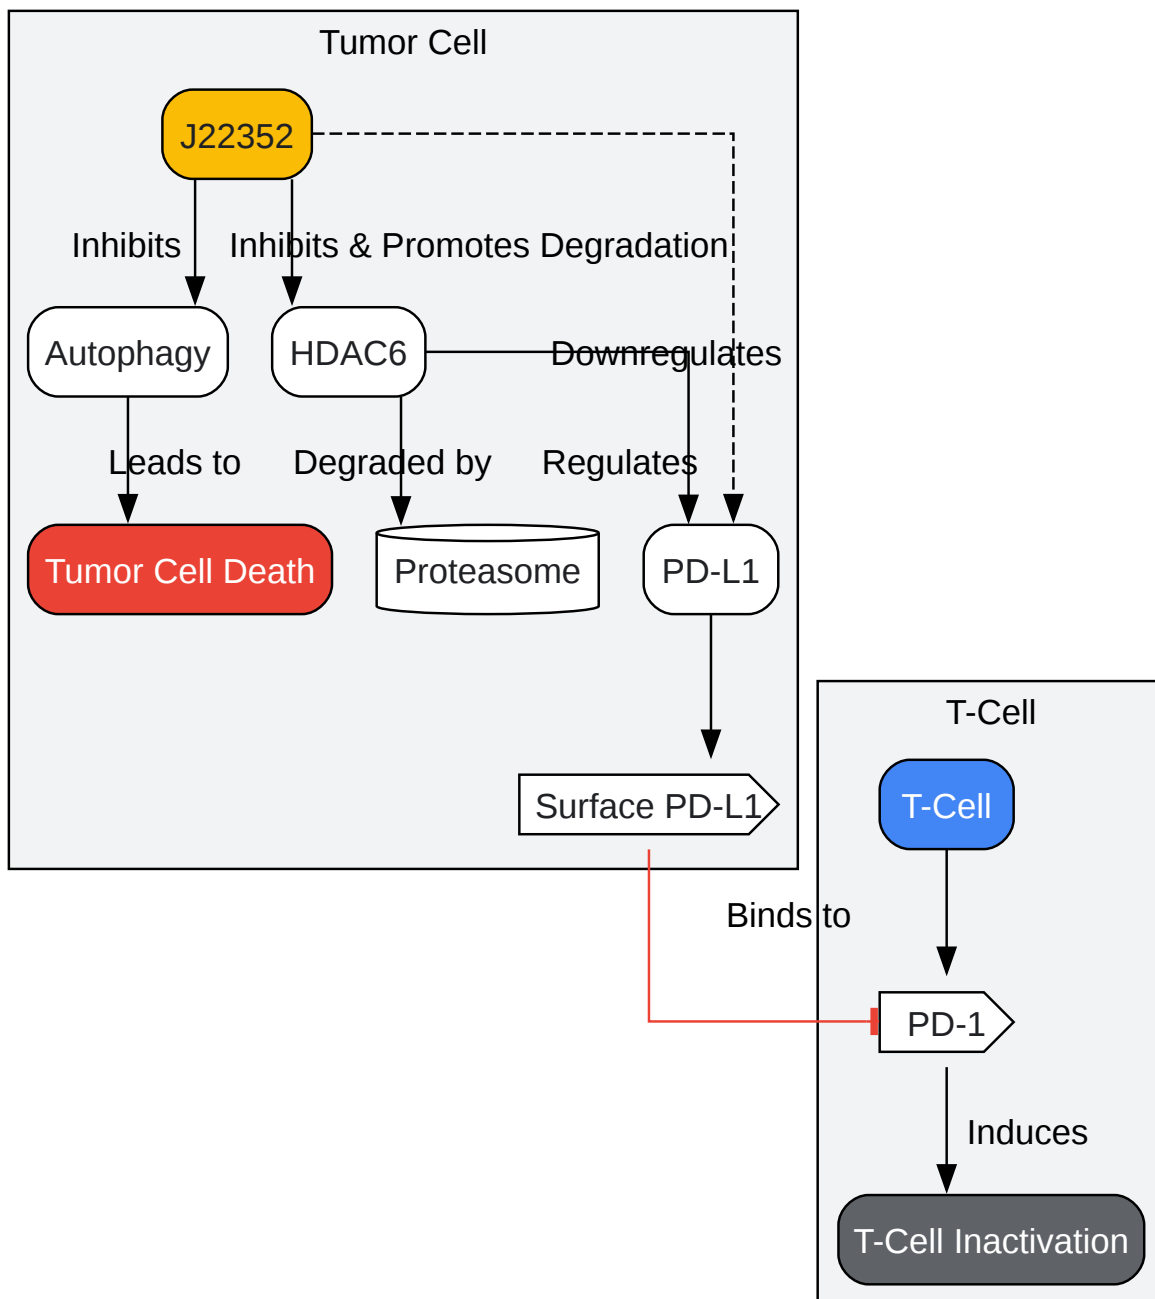 Tumor Cell
J22352
Inhibits
Inhibits & Promotes Degradation
Autophagy
HDAC6
Downregulates
Leads to
Degraded by
Regulates
Tumor Cell Death
Proteasome
PD-L1
T-Cell
Surface PD-L1
T-Cell
Binds to
PD-1
Induces
T-Cell Inactivation